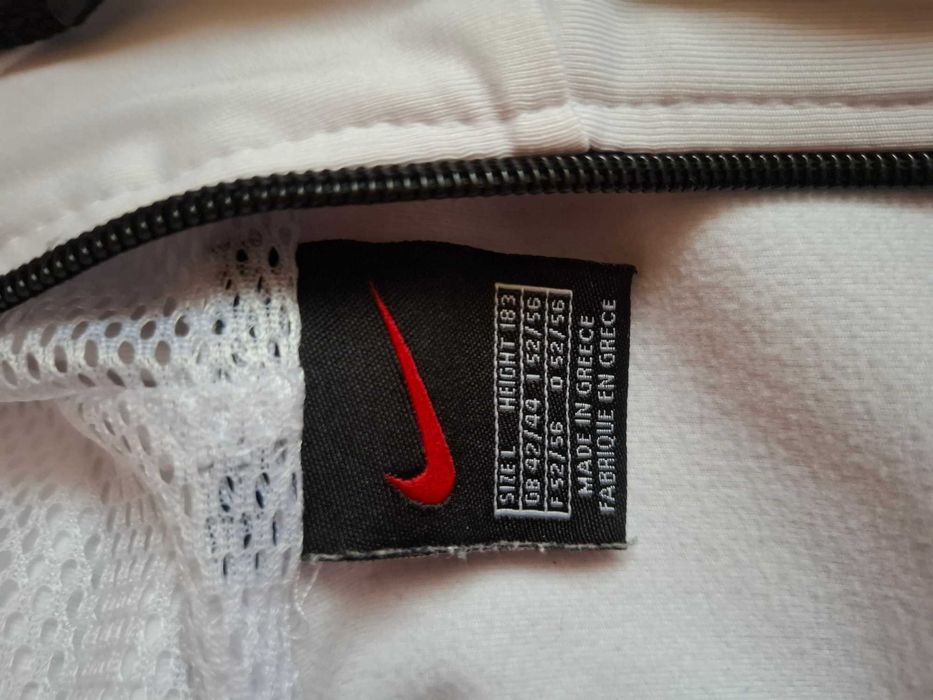 SIZE L HEIGHT 183
GB 42/44 I 52/56
F 52/56 D 52/56
MADE IN GREECE
FABRIQUE EN GRECE